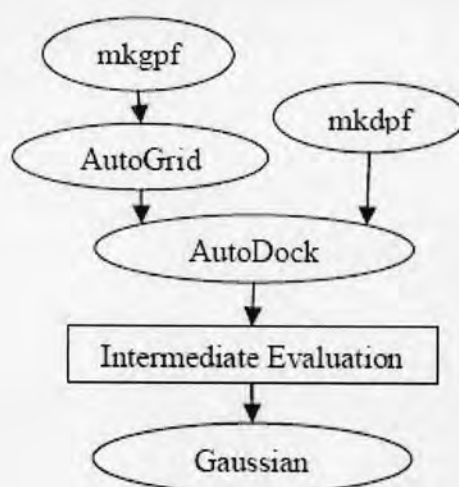 mkgpf
mkdpf
AutoGrid
AutoDock
Intermediate Evaluation
Gaussian